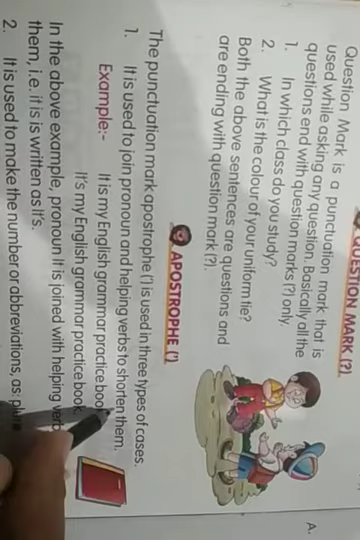 QUESTION MARK (?)
Question Mark is a punctuation mark that is
used while asking any question. Basically all the
questions end with question marks (?) only.
1. In which class do you study?
2. What is the colour of your uniform tie?
Both the above sentences are questions and
are ending with question mark (?).
APOSTROPHE (')
The punctuation mark apostrophe (') is used in three types of cases.
1. It is used to join pronoun and helping verbs to shorten them.
Example:- It is my English grammar practice book
It's my English grammar practice book.
In the above example, pronoun It is joined with helping verb
them, i.e. it is is written as It's.
2. It is used to make the number or abbreviations, as
A.